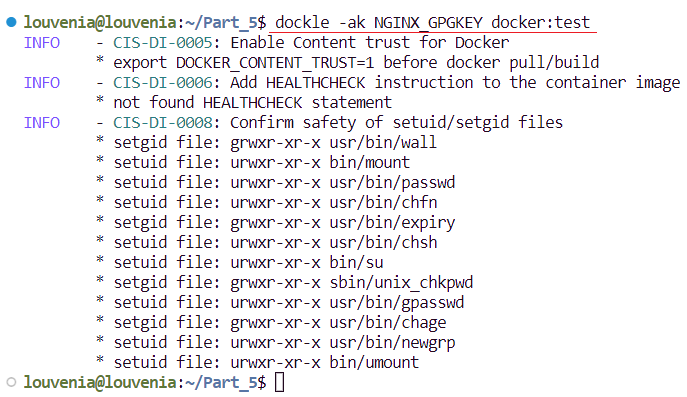 louvenia@louvenia:~/Part_5$ dockle -ak NGINX_GPGKEY docker:test
INFO - CIS-DI-0005: Enable Content trust for Docker
* export DOCKER_CONTENT_TRUST=1 before docker pull/build
INFO - CIS-DI-0006: Add HEALTHCHECK instruction to the container image
* not found HEALTHCHECK statement
INFO - CIS-DI-0008: Confirm safety of setuid/setgid files
* setgid file: grwxr-xr-x usr/bin/wall
* setuid file: urwxr-xr-x bin/mount
* setuid file: urwxr-xr-x usr/bin/passwd
* setuid file: urwxr-xr-x usr/bin/chfn
* setgid file: grwxr-xr-x usr/bin/expiry
* setuid file: urwxr-xr-x usr/bin/chsh
* setuid file: urwxr-xr-x bin/su
* setgid file: grwxr-xr-x sbin/unix_chkpwd
* setuid file: urwxr-xr-x usr/bin/gpasswd
* setgid file: grwxr-xr-x usr/bin/chage
* setuid file: urwxr-xr-x usr/bin/newgrp
* setuid file: urwxr-xr-x bin/umount
louvenia@louvenia:~/Part_5$